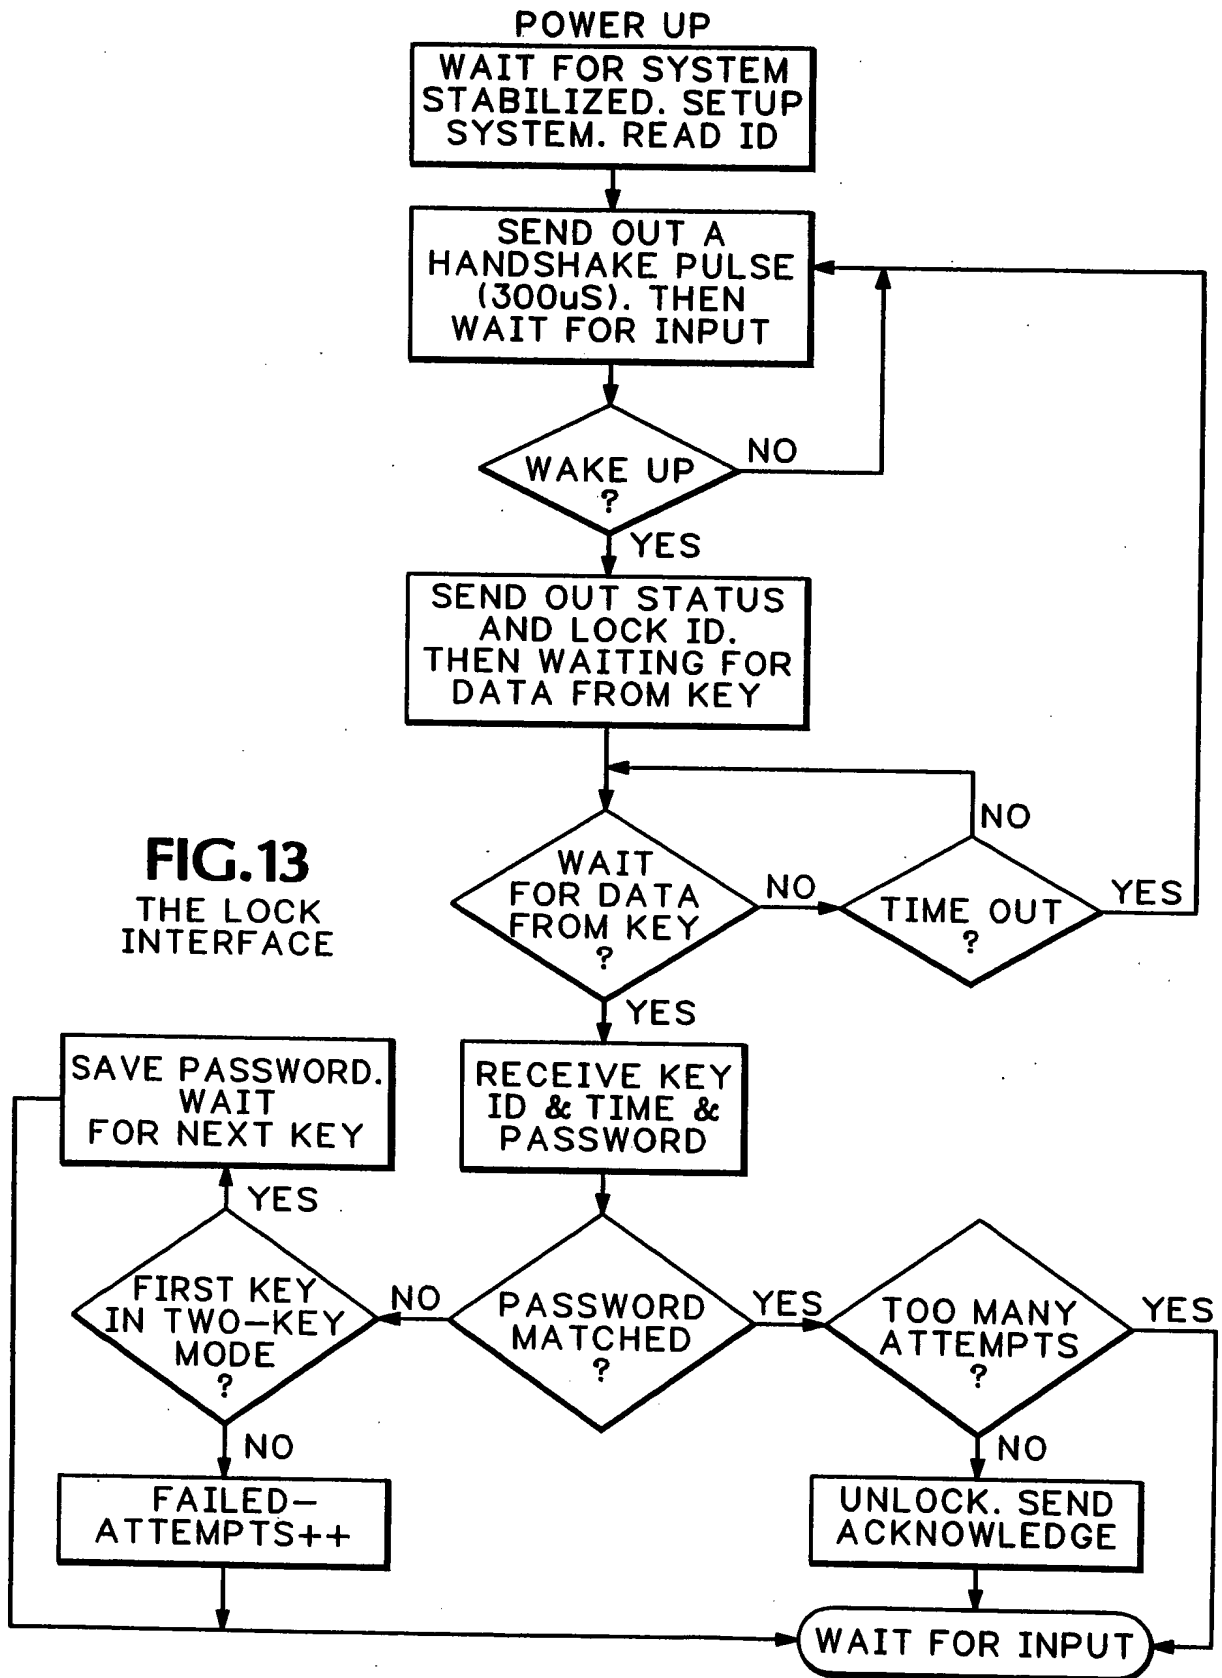 POWER UP
WAIT FOR SYSTEM
STABILIZED. SETUP
SYSTEM. READ ID
SEND OUT A
HANDSHAKE PULSE
(300uS). THEN
WAIT FOR INPUT
WAKE UP
?
NO
YES
SEND OUT STATUS
AND LOCK ID.
THEN WAITING FOR
DATA FROM KEY
FIG.13
THE LOCK
INTERFACE
WAIT
FOR DATA
FROM KEY
?
NO
TIME OUT
?
NO
YES
YES
SAVE PASSWORD.
WAIT
FOR NEXT KEY
RECEIVE KEY
ID & TIME &
PASSWORD
YES
FIRST KEY
IN TWO-KEY
MODE
?
NO
PASSWORD
MATCHED
?
YES
TOO MANY
ATTEMPTS
?
YES
NO
NO
FAILED-
ATTEMPTS++
UNLOCK. SEND
ACKNOWLEDGE
WAIT FOR INPUT